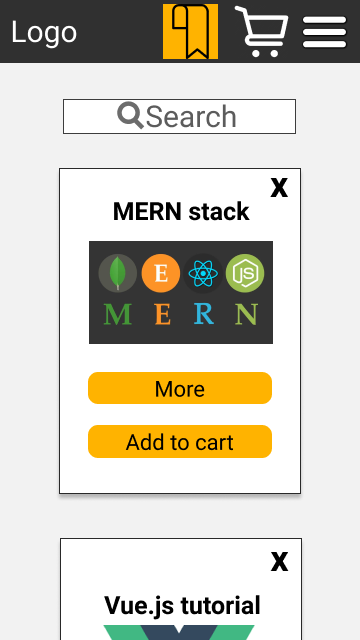 Logo
Search
X
MERN stack
E
JS
M E R N
More
Add to cart
X
Vue.js tutorial